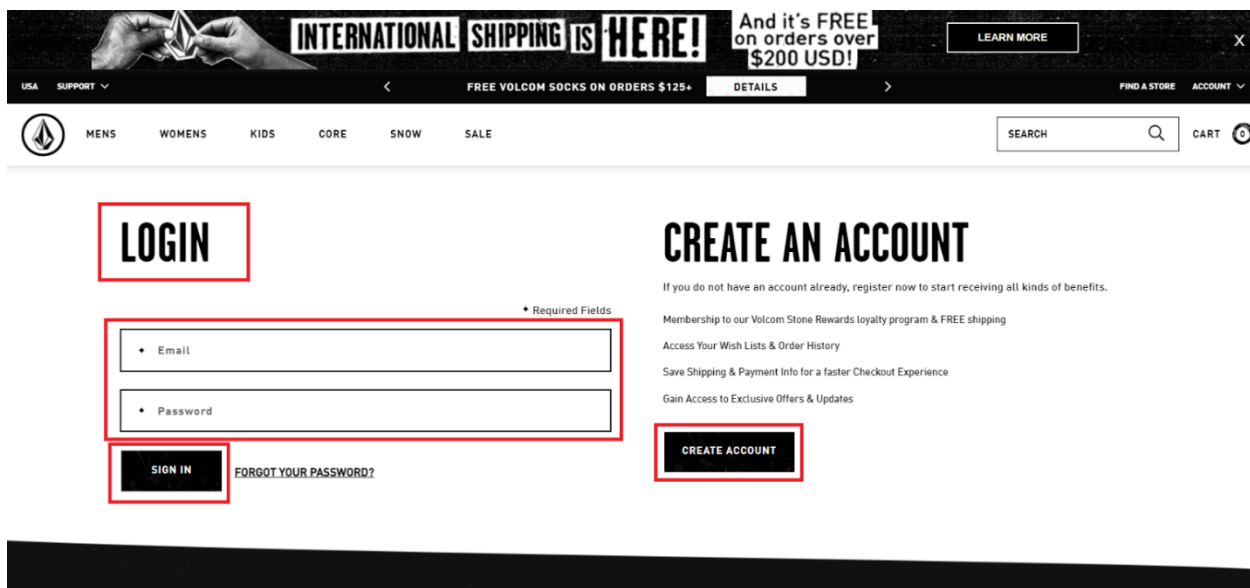 INTERNATIONAL SHIPPING IS HERE!
And it's FREE
on orders over
$200 USD!
LEARN MORE
X
USA SUPPORT
FREE VOLCOM SOCKS ON ORDERS $125+ DETAILS
FIND A STORE ACCOUNT
MENS WOMENS KIDS CORE SNOW SALE
SEARCH
CART 0
LOGIN
✦ Required Fields
✦ Email
✦ Password
SIGN IN
FORGOT YOUR PASSWORD?
CREATE AN ACCOUNT
If you do not have an account already, register now to start receiving all kinds of benefits.
Membership to our Volcom Stone Rewards loyalty program & FREE shipping
Access Your Wish Lists & Order History
Save Shipping & Payment Info for a faster Checkout Experience
Gain Access to Exclusive Offers & Updates
CREATE ACCOUNT